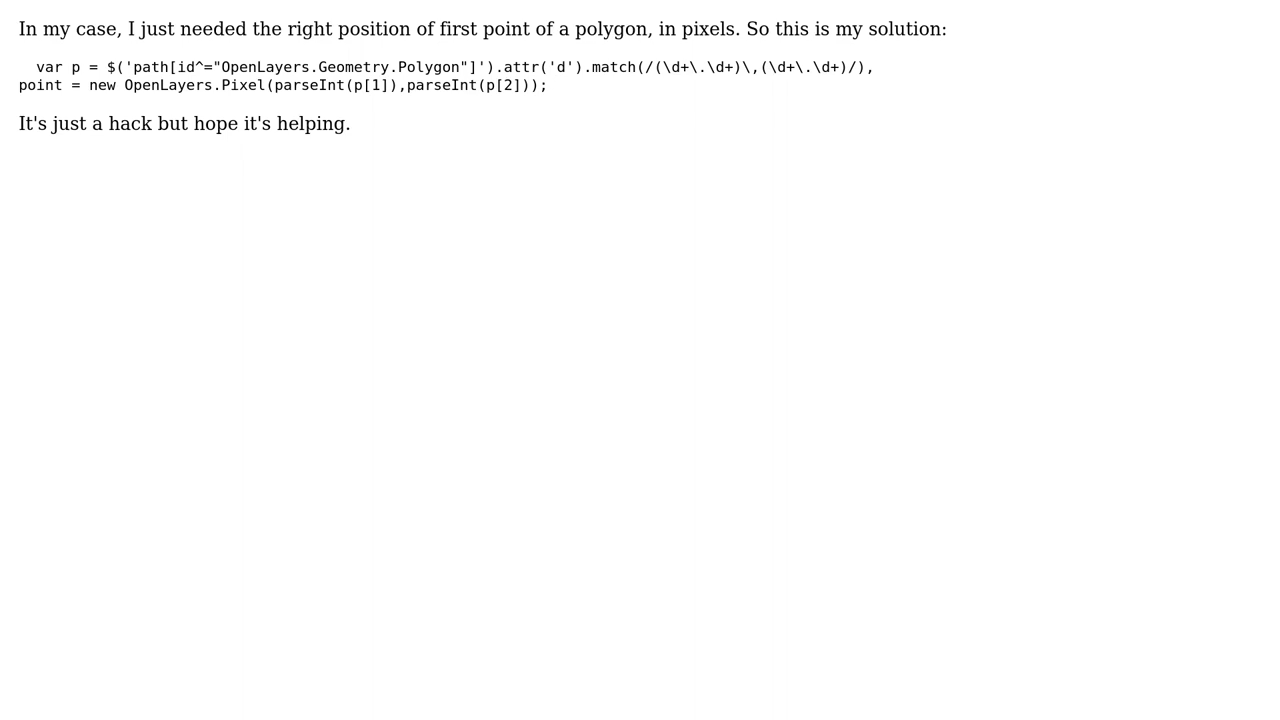 In my case, I just needed the right position of first point of a polygon, in pixels. So this is my solution:
  var p = $('path[id^="OpenLayers.Geometry.Polygon"]').attr('d').match(/(\d+\.\d+)\,(\d+\.\d+)/),
point = new OpenLayers.Pixel(parseInt(p[1]),parseInt(p[2]));
It's just a hack but hope it's helping.